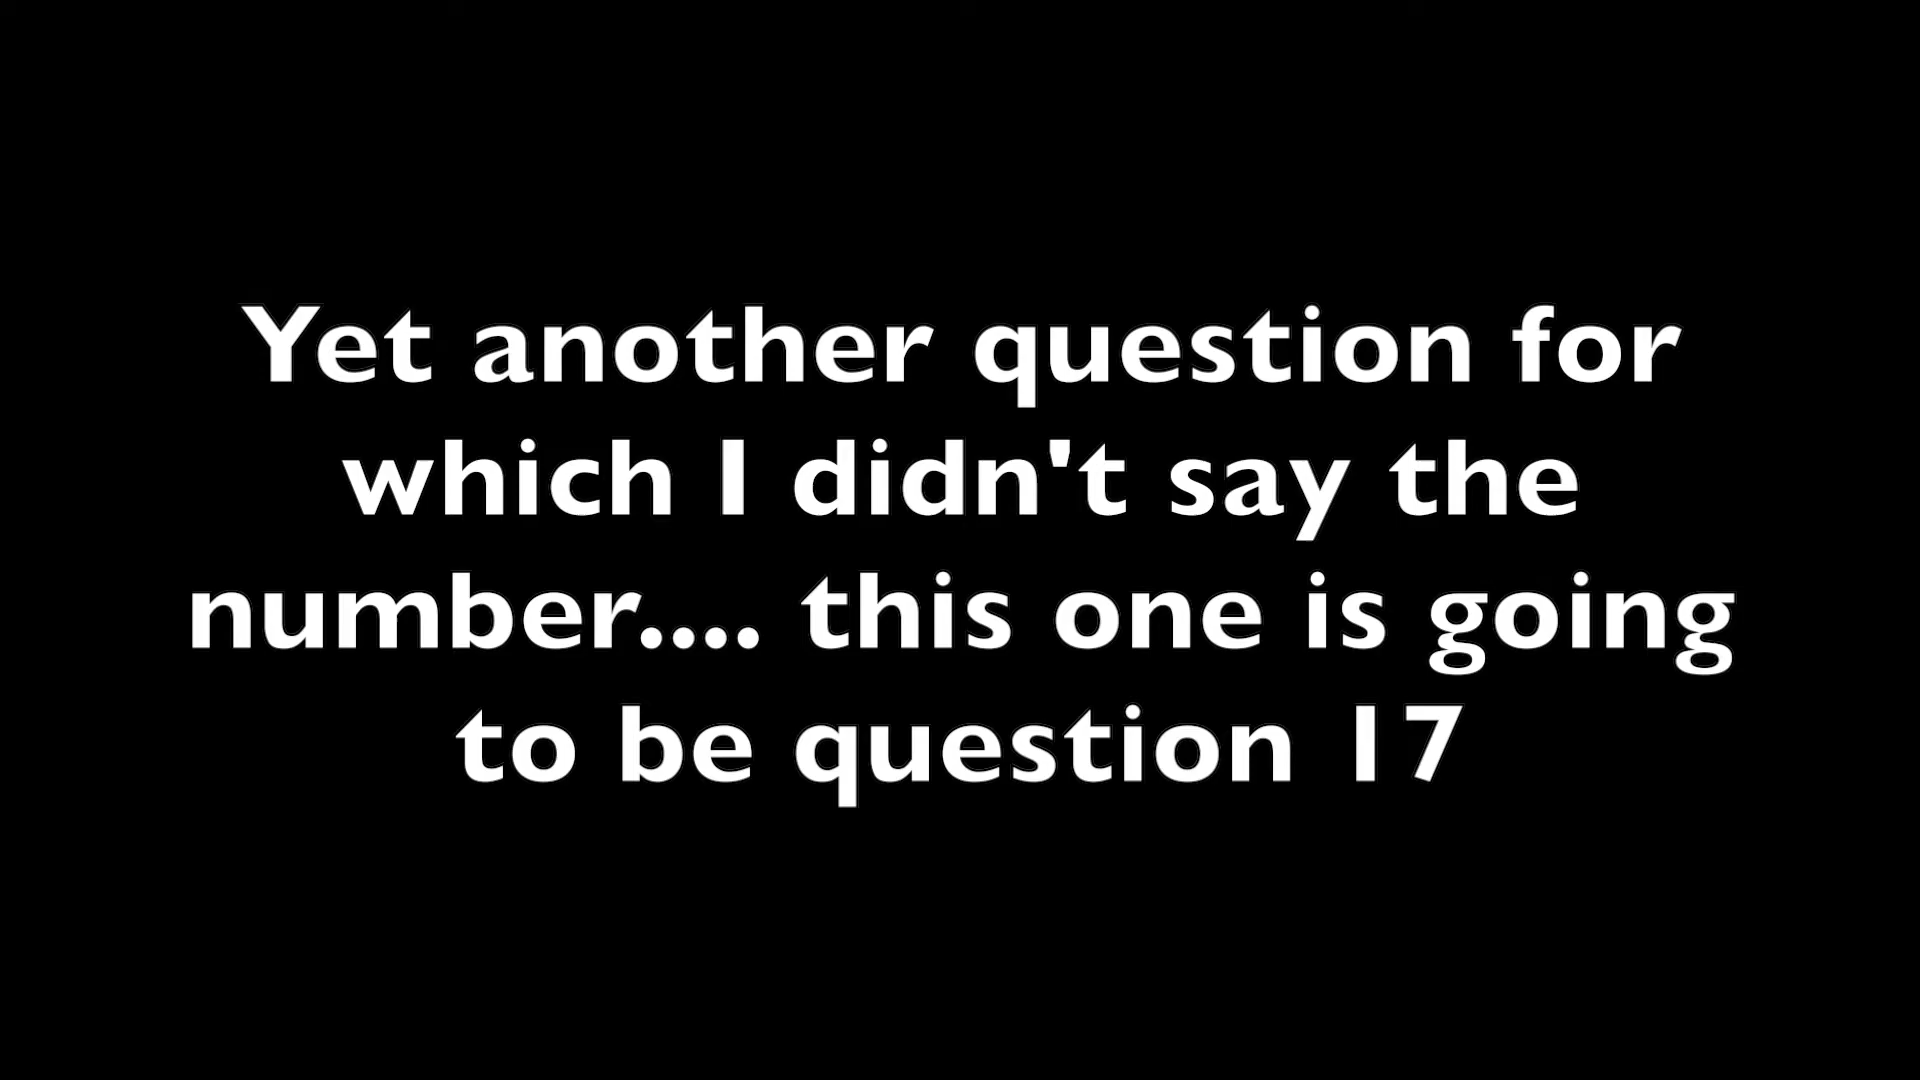 Yet another question for
which I didn't say the
number.... this one is going
to be question 17